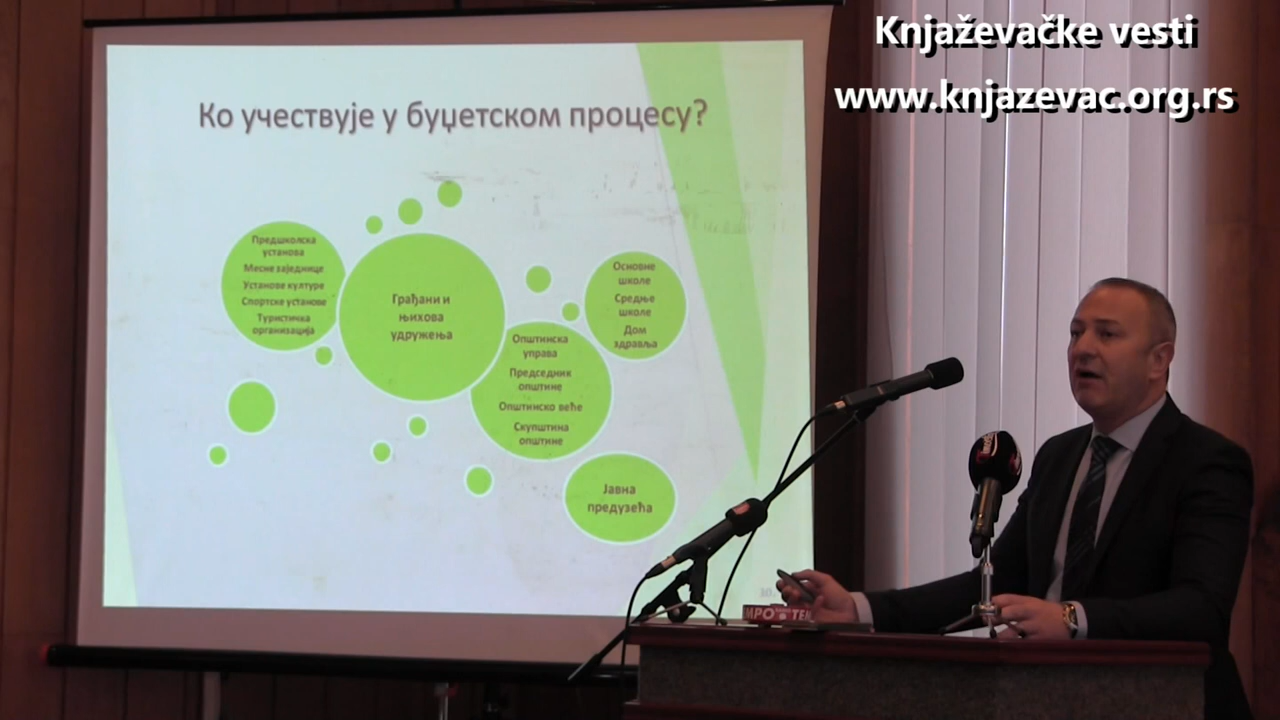 Knjaževačke vesti
www.knjazevac.org.rs
Ко учествује у буџетском процесу?
Предшколска
установа
Месне заједнице
Установе културе
Спортске установе
Туристичка
организација
Грађани и
њихова
удружења
Општинска
управа
Председник
општине
Општинско веће
Скупштина
општине
Основне
школе
Средње
школе
Дом
здравља
Јавна
предузећа